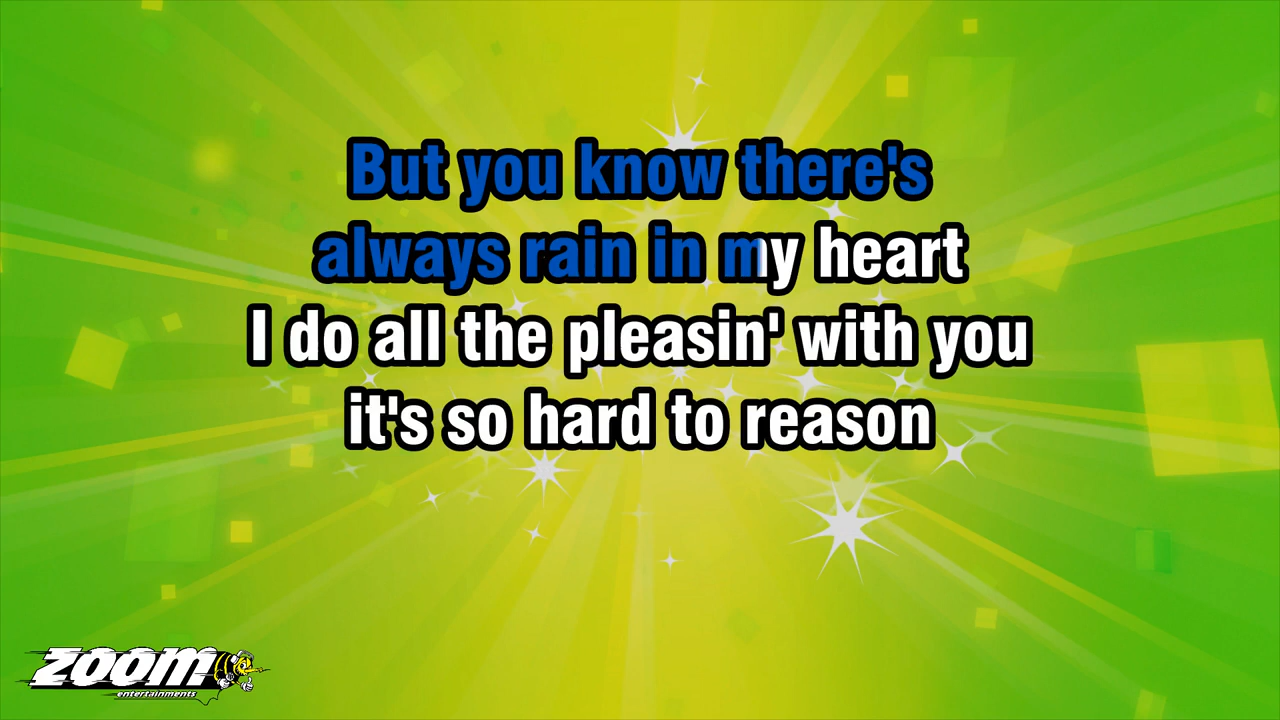 But you know there's
always rain in my heart
I do all the pleasin' with you
it's so hard to reason
zoom
entertainments